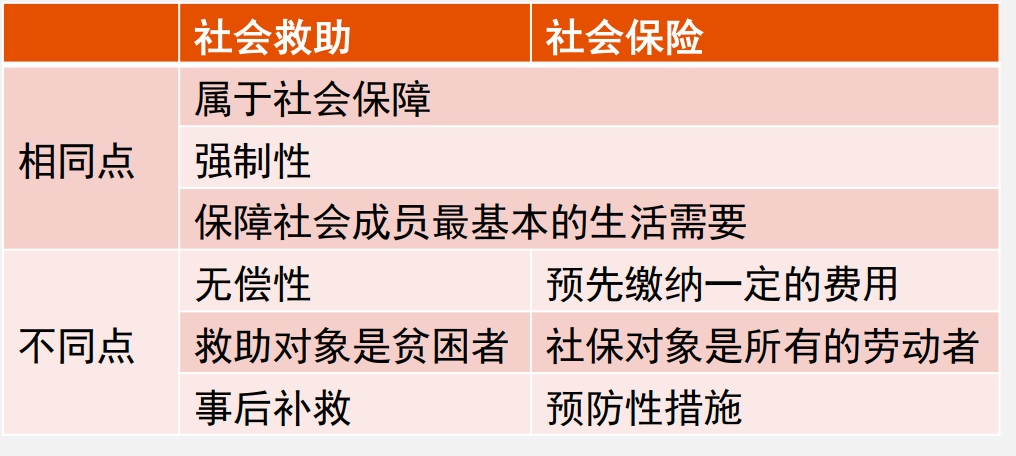 社会救助 社会保险
属于社会保障
相同点 强制性
保障社会成员最基本的生活需要
无偿性 预先缴纳一定的费用
不同点 救助对象是贫困者 社保对象是所有的劳动者
事后补救 预防性措施